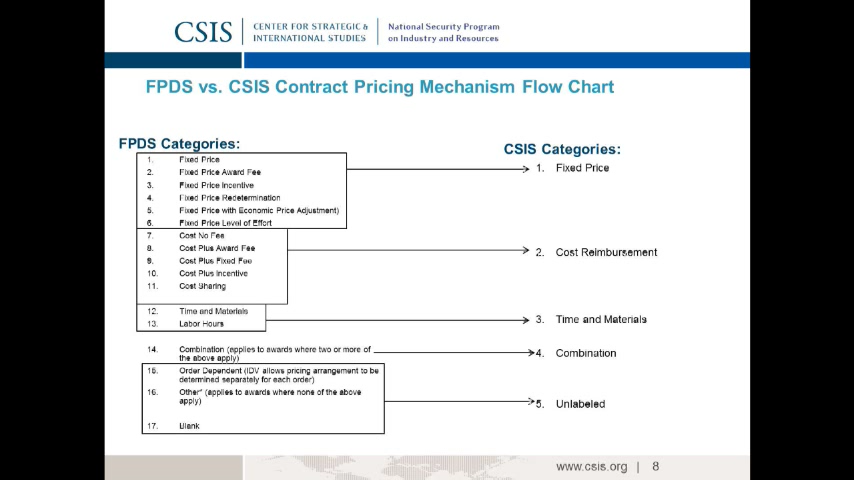 CSIS
CENTER FOR STRATEGIC &
INTERNATIONAL STUDIES
National Security Program
on Industry and Resources
FPDS vs. CSIS Contract Pricing Mechanism Flow Chart
FPDS Categories:
1. Fixed Price
2. Fixed Price Award Fee
3. Fixed Price Incentive
4. Fixed Price Redetermination
5. Fixed Price with Economic Price Adjustment)
6. Fixed Price Level of Effort
7. Cost No Fee
8. Cost Plus Award Fee
9. Cost Plus Fixed Fee
10. Cost Plus Incentive
11. Cost Sharing
12. Time and Materials
13. Labor Hours
14. Combination (applies to awards where two or more of
the above apply)
15. Order Dependent (IDV allows pricing arrangement to be
determined separately for each order)
16. Other* (applies to awards where none of the above
apply)
17. Blank
CSIS Categories:
1. Fixed Price
2. Cost Reimbursement
3. Time and Materials
4. Combination
5. Unlabeled
www.csis.org | 8